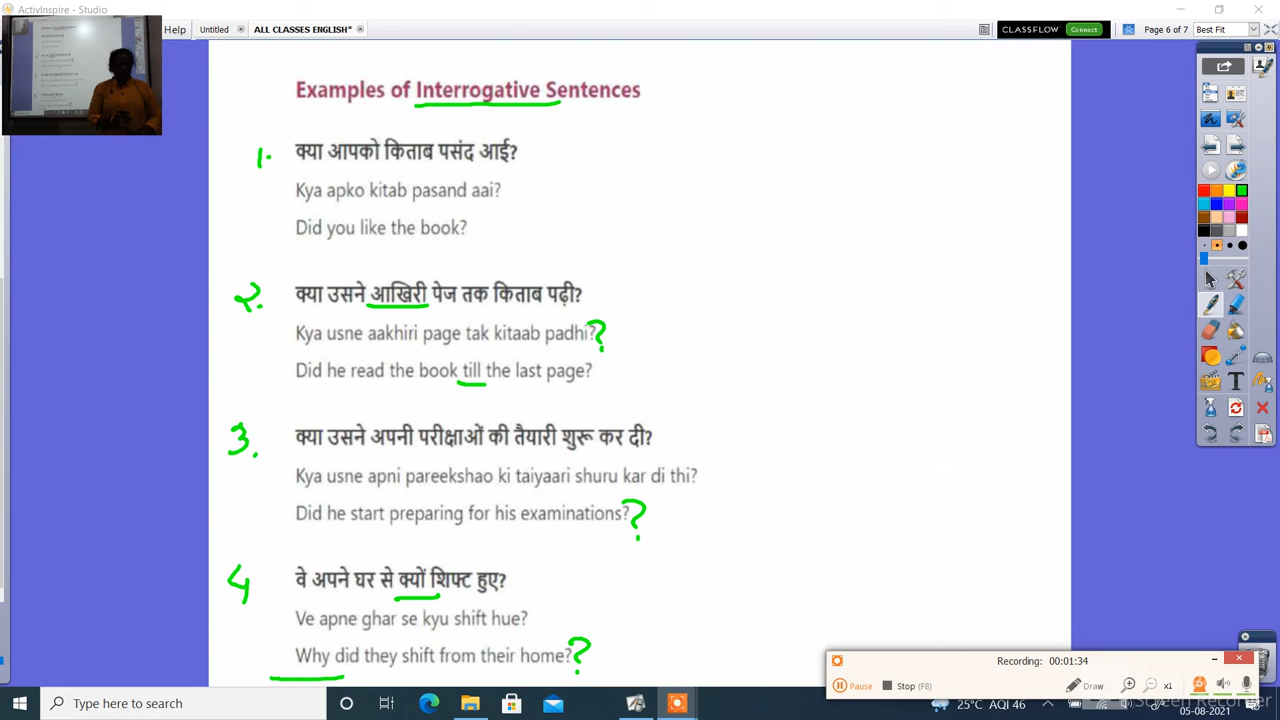 ActivInspire - Studio
Help
Untitled
ALL CLASSES ENGLISH*
CLASSFLOW
Connect
Page 6 of 7
Best Fit
Examples of Interrogative Sentences
1.
क्या आपको किताब पसंद आई?
Kya apko kitab pasand aai?
Did you like the book?
2.
क्या उसने आखिरी पेज तक किताब पढ़ी?
Kya usne aakhiri page tak kitaab padhi??
Did he read the book till the last page?
3.
क्या उसने अपनी परीक्षाओं की तैयारी शुरू कर दी?
Kya usne apni pareekshao ki taiyaari shuru kar di thi?
Did he start preparing for his examinations??
4
वे अपने घर से क्यों शिफ्ट हुए?
Ve apne ghar se kyu shift hue?
Why did they shift from their home??
Recording: 00:01:34
Pause
Stop (F8)
Draw
x1
Screen Recorder
Type here to search
25°C AQI 46
05-08-2021